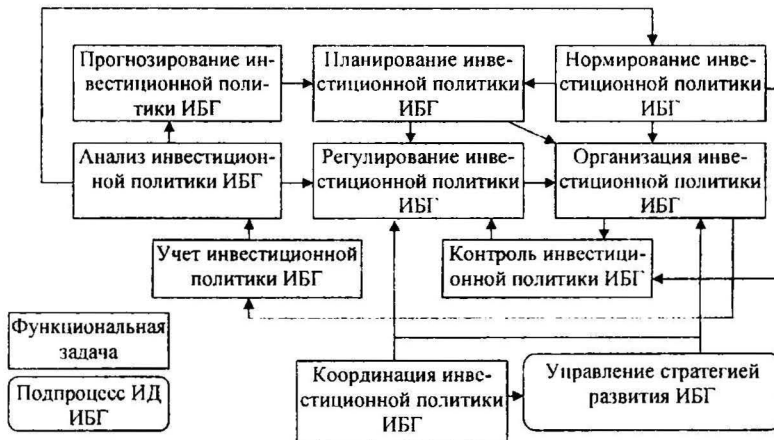 Прогнозирование ин-
вестиционной поли-
тики ИБГ
Планирование инве-
стиционной политики
ИБГ
Нормирование инве-
стиционной политики
ИБГ
Анализ инвестицион-
ной политики ИБГ
Регулирование инве-
стиционной политики
ИБГ
Организация инве-
стиционной политики
ИБГ
Учет инвестиционной
политики ИБГ
Контроль инвестици-
онной политики ИБГ
Функциональная
задача
Подпроцесс ИД
ИБГ
Координация инве-
стиционной политики
ИБГ
Управление стратегией
развития ИБГ